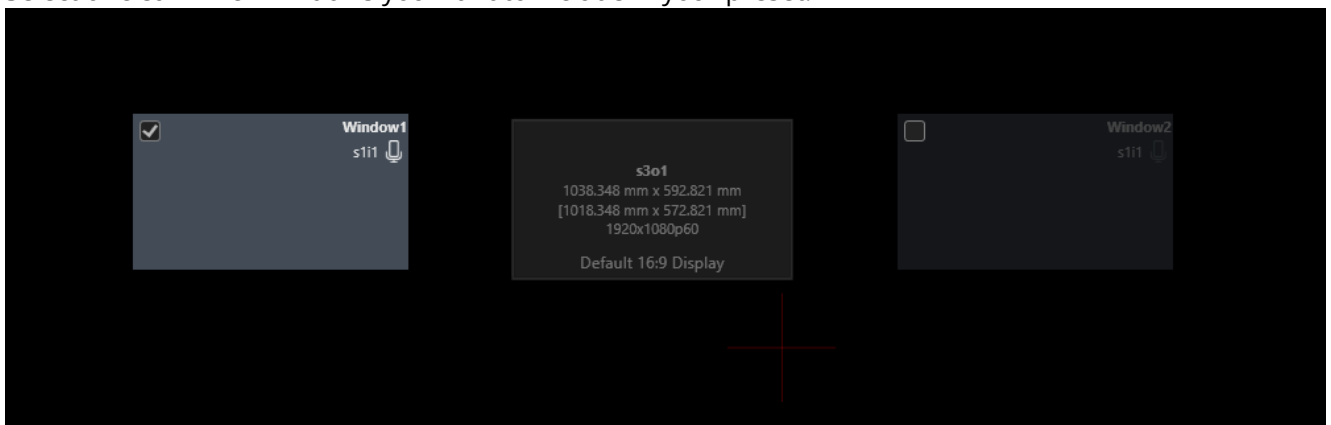 Window1
s1i1
s3o1
1038.348 mm x 592.821 mm
[1018.348 mm x 572.821 mm]
1920x1080p60
Default 16:9 Display
Window2
s1i1